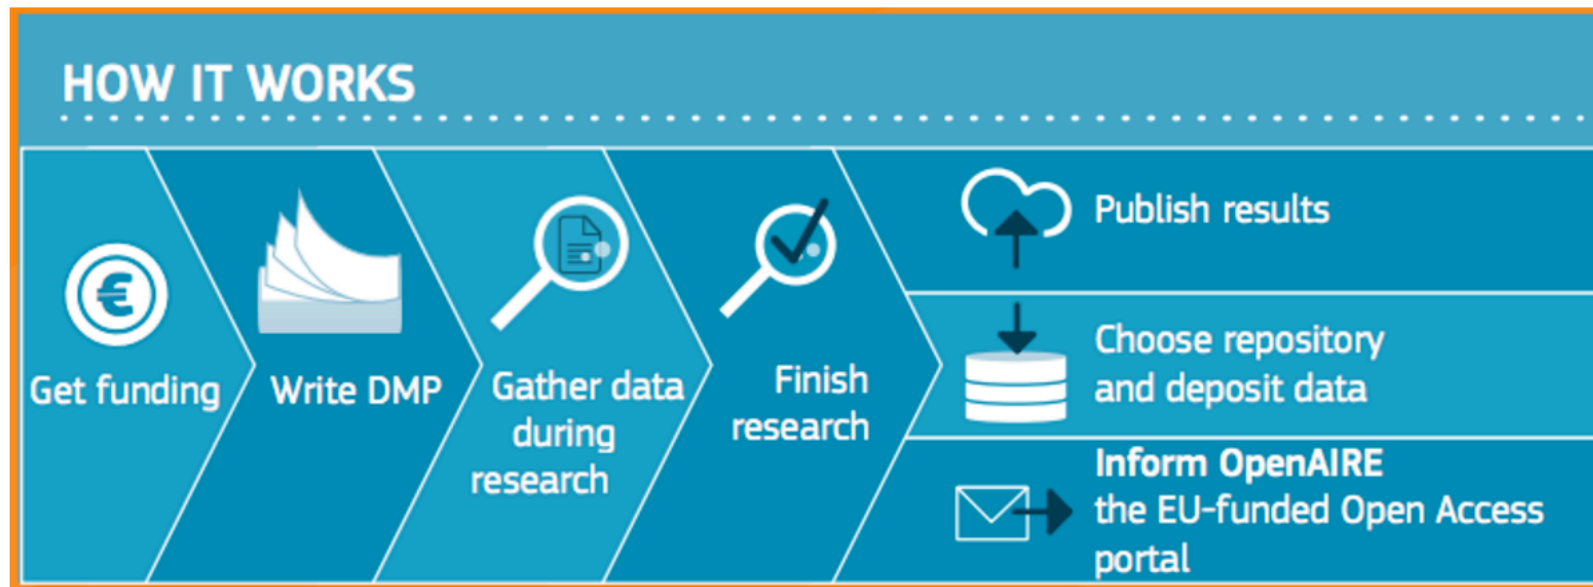 HOW IT WORKS
€
Get funding
Write DMP
Gather data
during
research
Finish
research
Publish results
Choose repository
and deposit data
Inform OpenAIRE
the EU-funded Open Access
portal